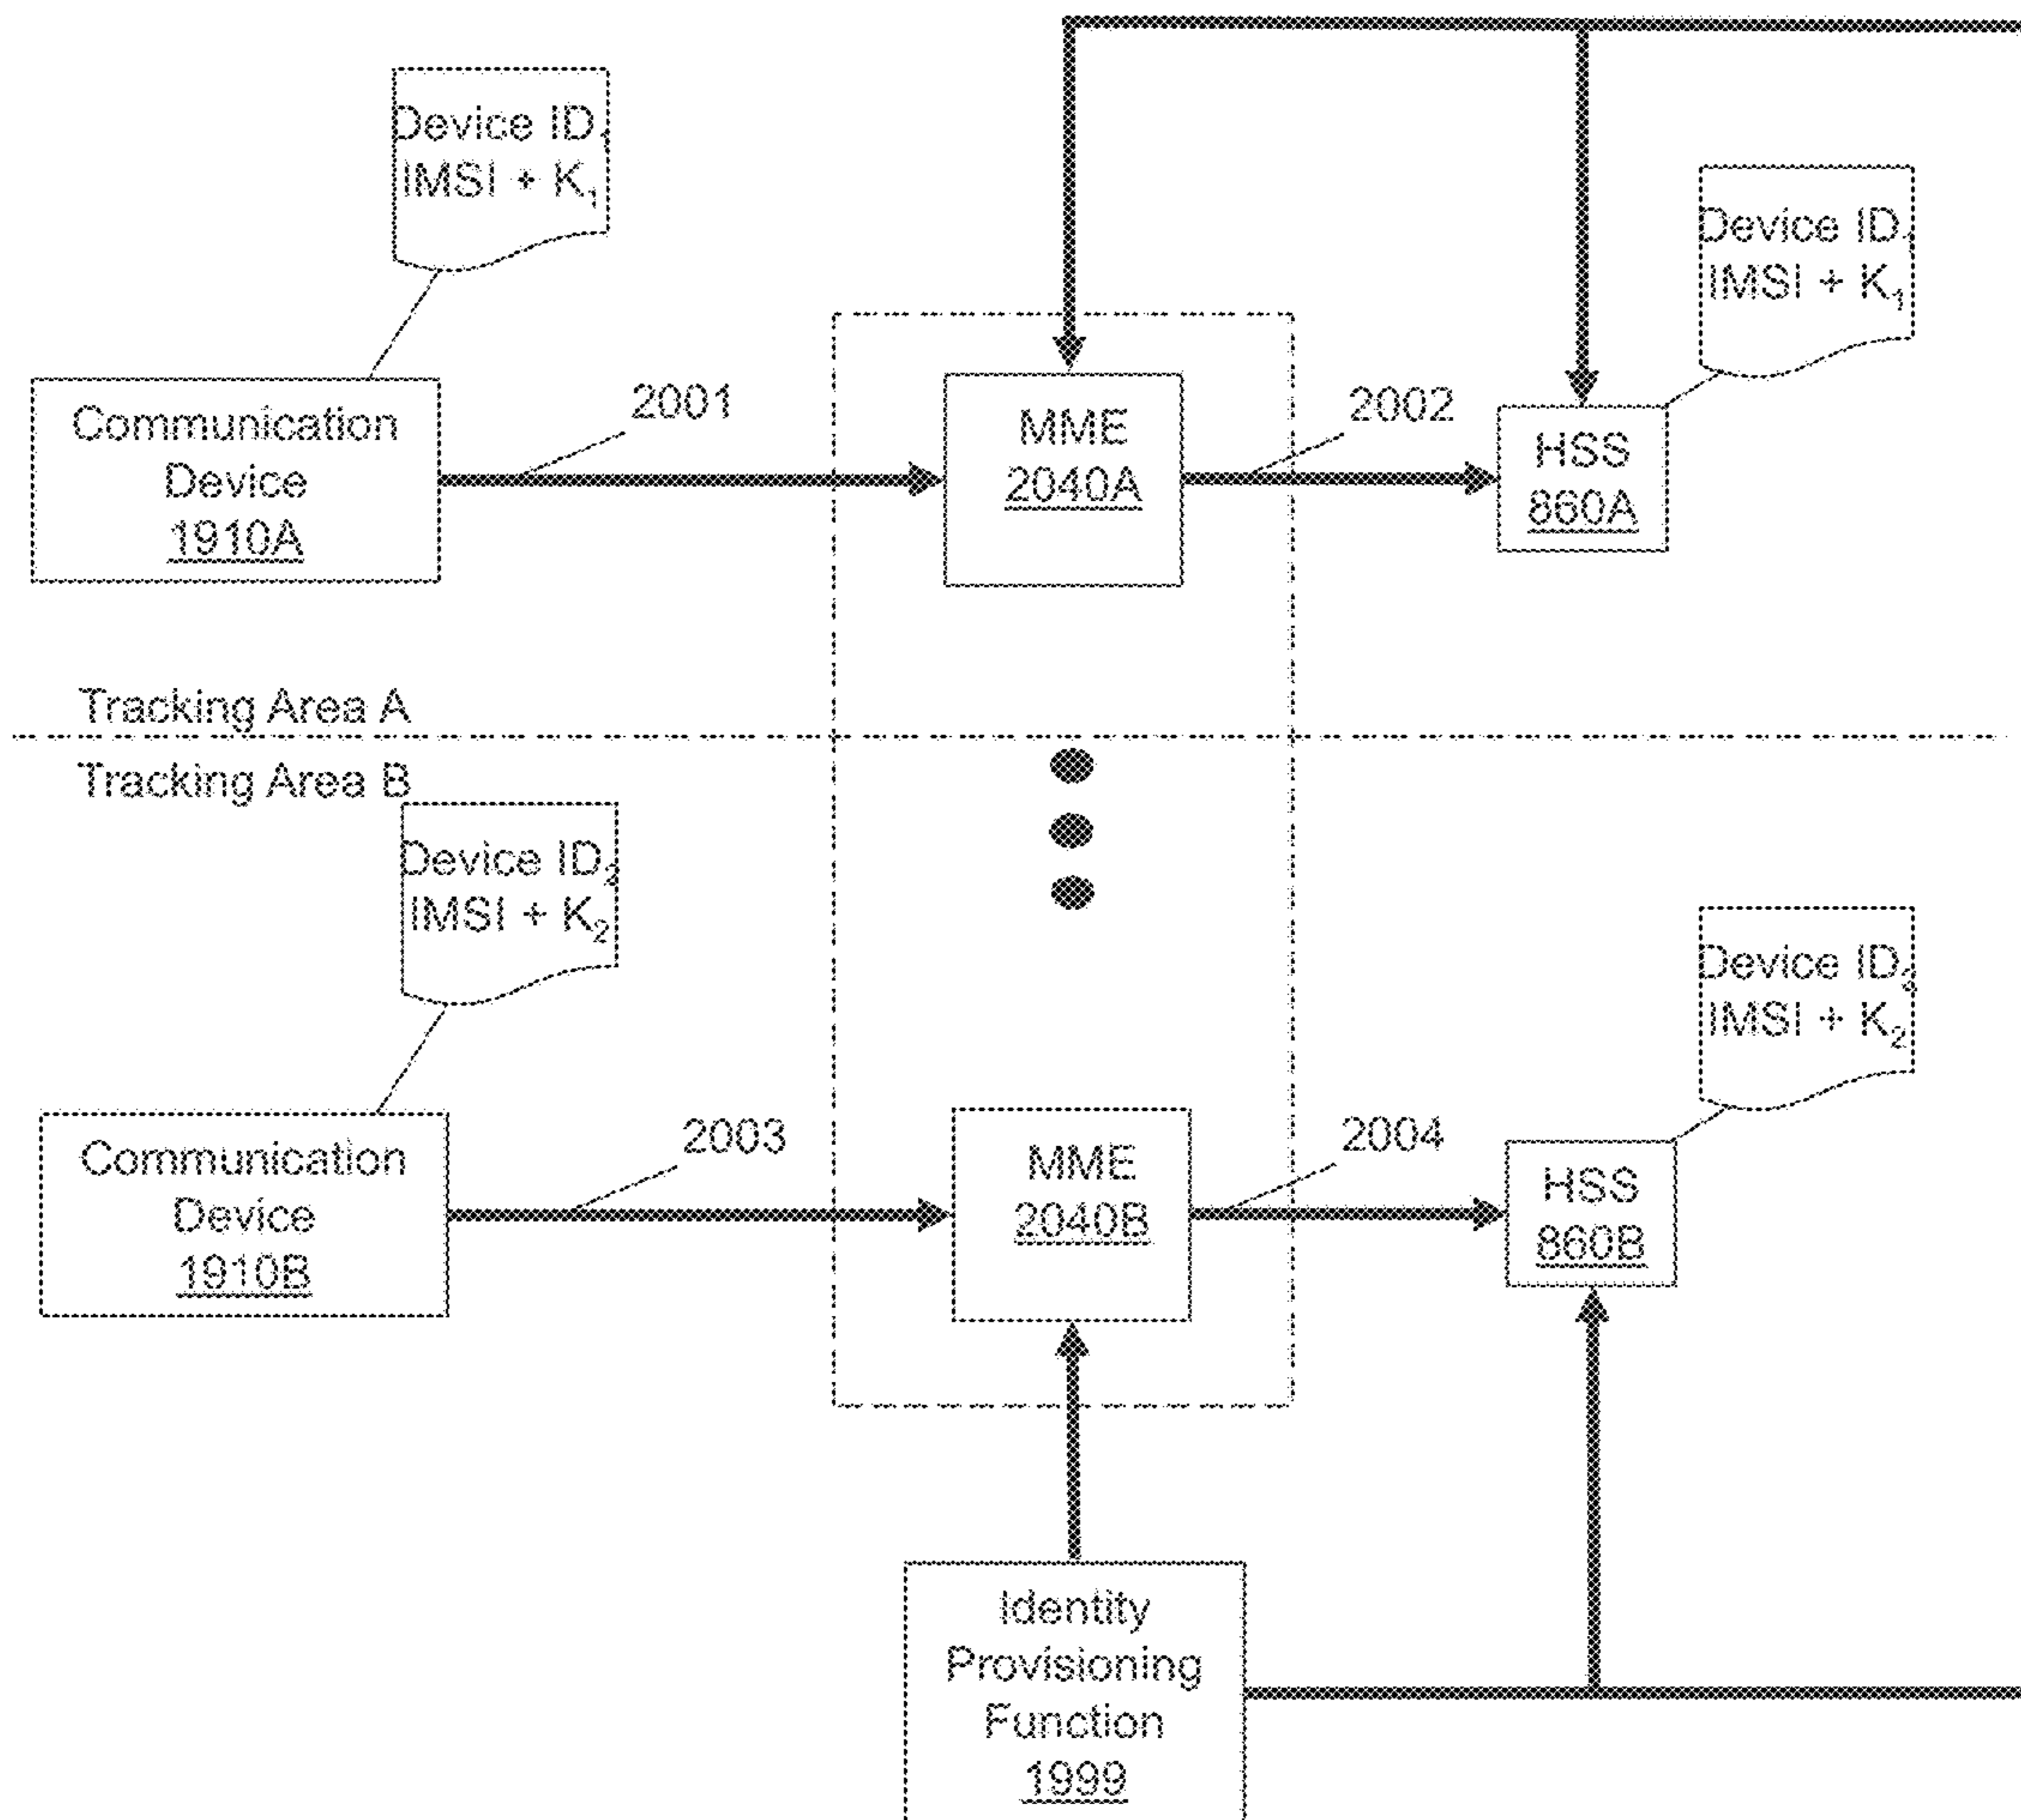 Device ID₁
IMSI + K₁
Device ID₁
IMSI + K₁
Communication
Device
1910A
2001
MME
2040A
2002
HSS
860A
Tracking Area A
Tracking Area B
Device ID₂
IMSI + K₂
Device ID₂
IMSI + K₂
Communication
Device
1910B
2003
MME
2040B
2004
HSS
860B
Identity
Provisioning
Function
1999